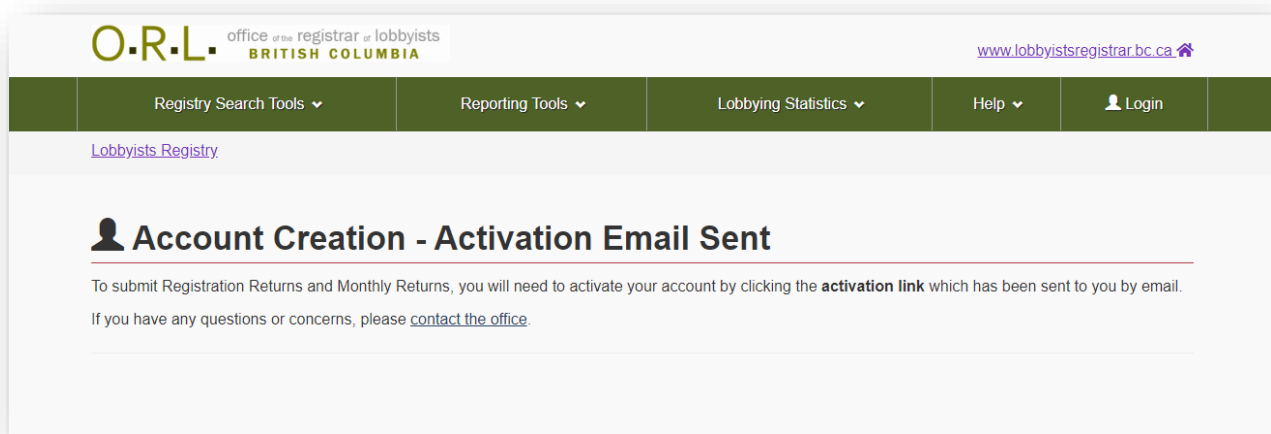 O.R.L. office of the registrar of lobbyists
BRITISH COLUMBIA
www.lobbyistsregistrar.bc.ca
Registry Search Tools Reporting Tools Lobbying Statistics Help Login
Lobbyists Registry
Account Creation - Activation Email Sent
To submit Registration Returns and Monthly Returns, you will need to activate your account by clicking the activation link which has been sent to you by email.
If you have any questions or concerns, please contact the office.